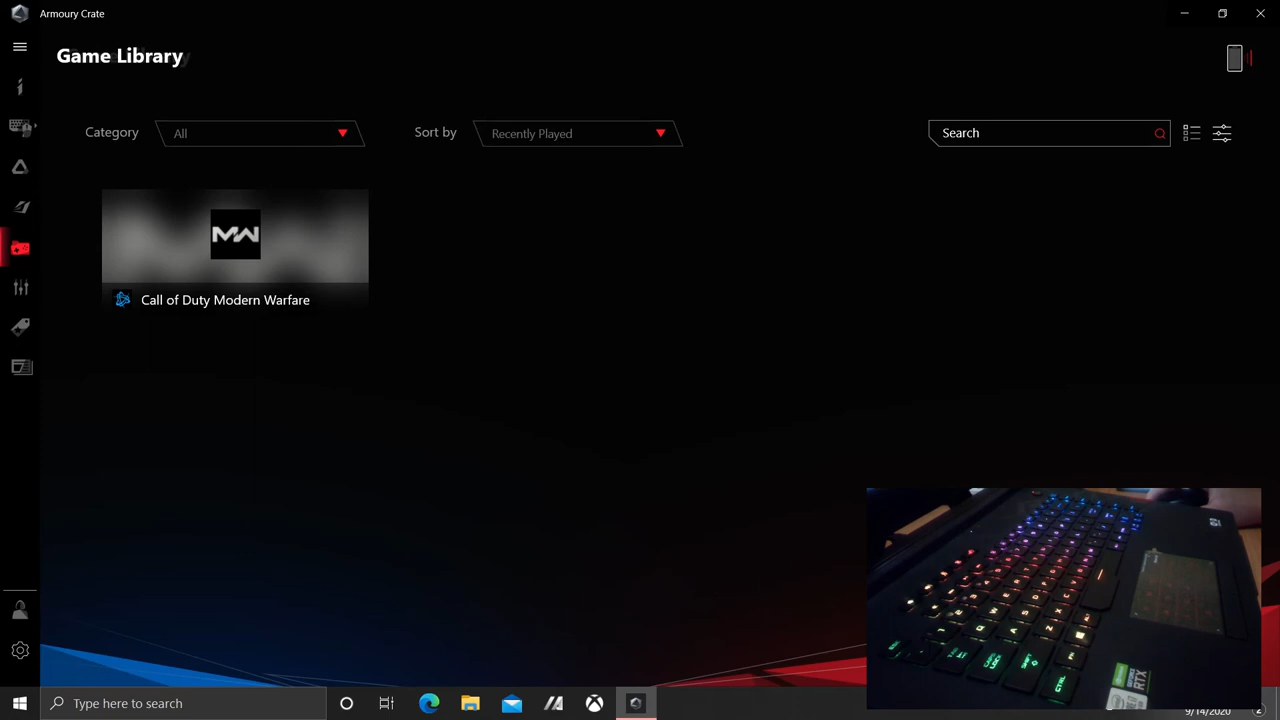 Armoury Crate
Game Library
Category
All
Sort by
Recently Played
Search
MW
Call of Duty Modern Warfare
Type here to search
9/14/2020
2